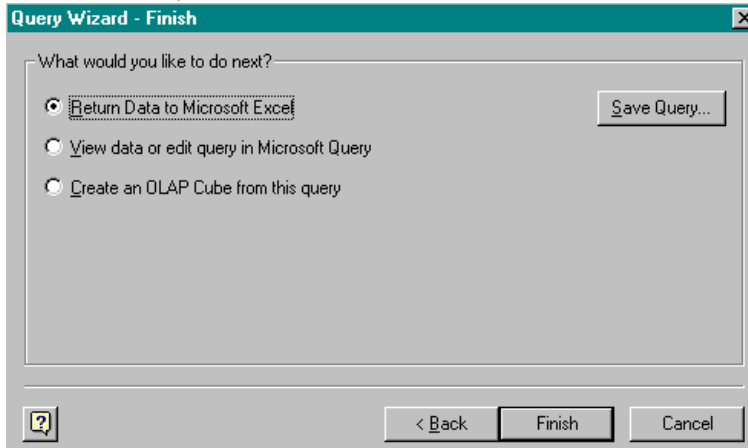 Query Wizard - Finish
What would you like to do next?
Return Data to Microsoft Excel
Save Query...
View data or edit query in Microsoft Query
Create an OLAP Cube from this query
< Back
Finish
Cancel